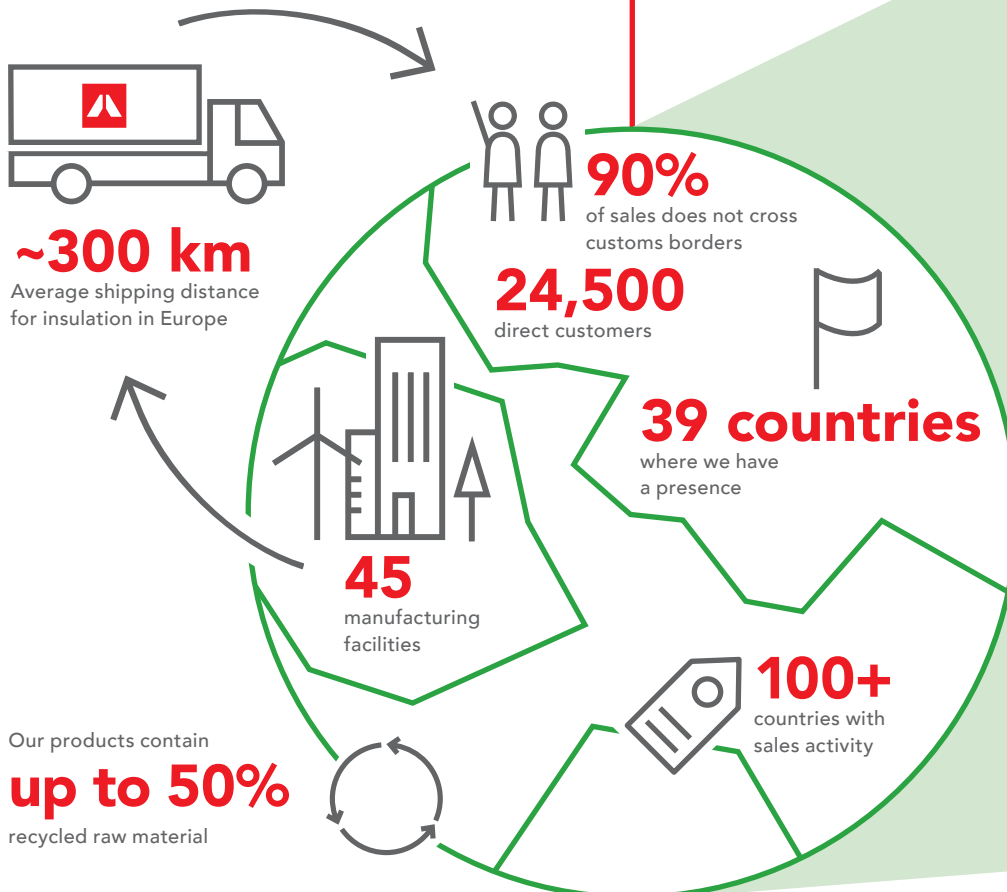 90%
of sales does not cross
customs borders
~300 km
Average shipping distance
for insulation in Europe
24,500
direct customers
39 countries
where we have
a presence
45
manufacturing
facilities
100+
countries with
sales activity
Our products contain
up to 50%
recycled raw material